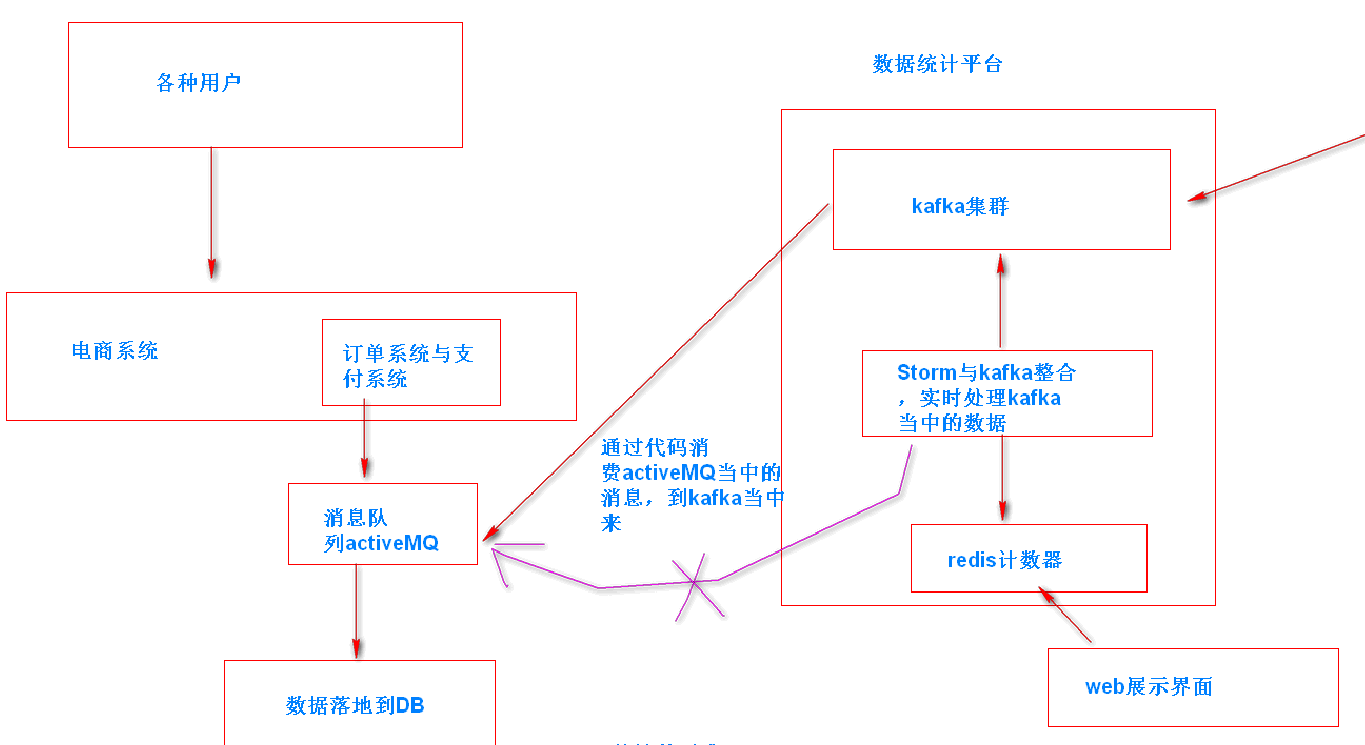 各种用户
数据统计平台
kafka集群
电商系统
订单系统与支
付系统
Storm与kafka整合
，实时处理kafka
当中的数据
通过代码消
费activeMQ当中的
消息，到kafka当中
来
消息队
列activeMQ
redis计数器
数据落地到DB
web展示界面